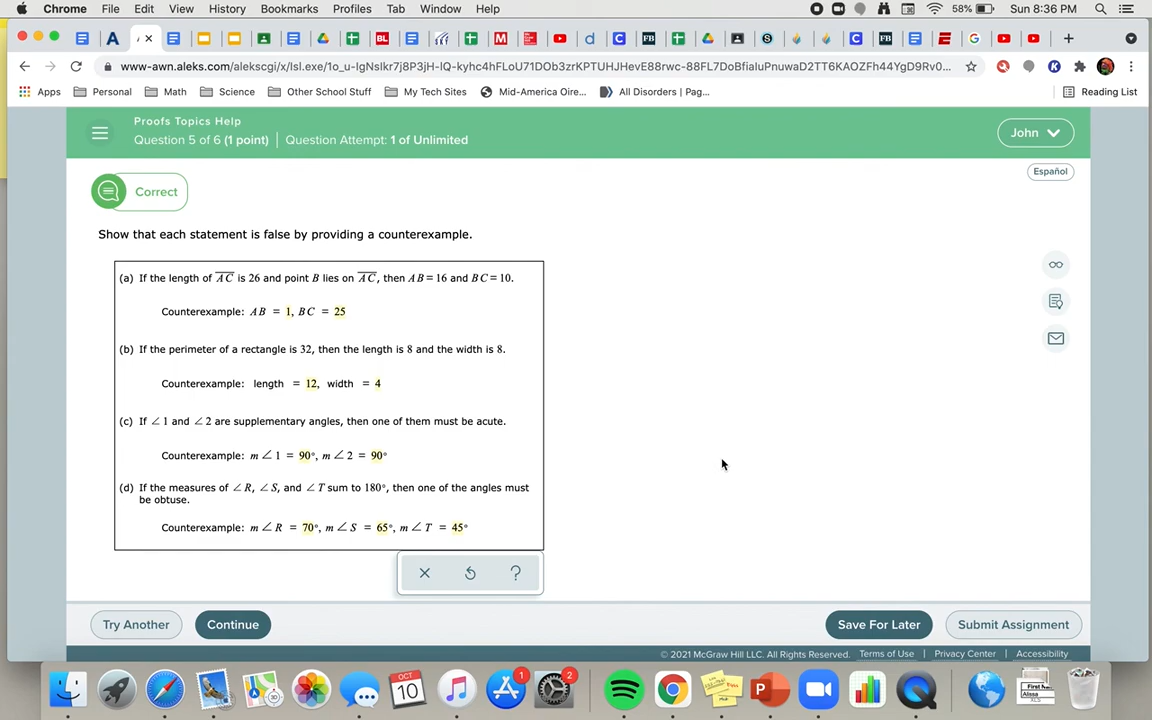 Chrome File Edit View History Bookmarks Profiles Tab Window Help 58% Sun 8:36 PM
www-awn.aleks.com/alekscgi/x/Isl.exe/1o_u-IgNslkr7j8P3jH-lQ-kyhc4hFLoU71DOb3zrKPTUHJHevE88rwc-88FL7DoBfiaIuPnuwaD2TT6KAOZFh44YgD9Rv0...
Apps Personal Math Science Other School Stuff My Tech Sites Mid-America Oire... All Disorders | Pag... Reading List
Proofs Topics Help
Question 5 of 6 (1 point) | Question Attempt: 1 of Unlimited
John
Español
Correct
Show that each statement is false by providing a counterexample.
(a) If the length of A̅C̅ is 26 and point B lies on A̅C̅, then AB = 16 and BC = 10.
Counterexample: AB = 1, BC = 25
(b) If the perimeter of a rectangle is 32, then the length is 8 and the width is 8.
Counterexample: length = 12, width = 4
(c) If ∠1 and ∠2 are supplementary angles, then one of them must be acute.
Counterexample: m∠1 = 90°, m∠2 = 90°
(d) If the measures of ∠R, ∠S, and ∠T sum to 180°, then one of the angles must
be obtuse.
Counterexample: m∠R = 70°, m∠S = 65°, m∠T = 45°
?
Try Another Continue Save For Later Submit Assignment
© 2021 McGraw Hill LLC. All Rights Reserved. Terms of Use | Privacy Center | Accessibility
OCT
10 1 2